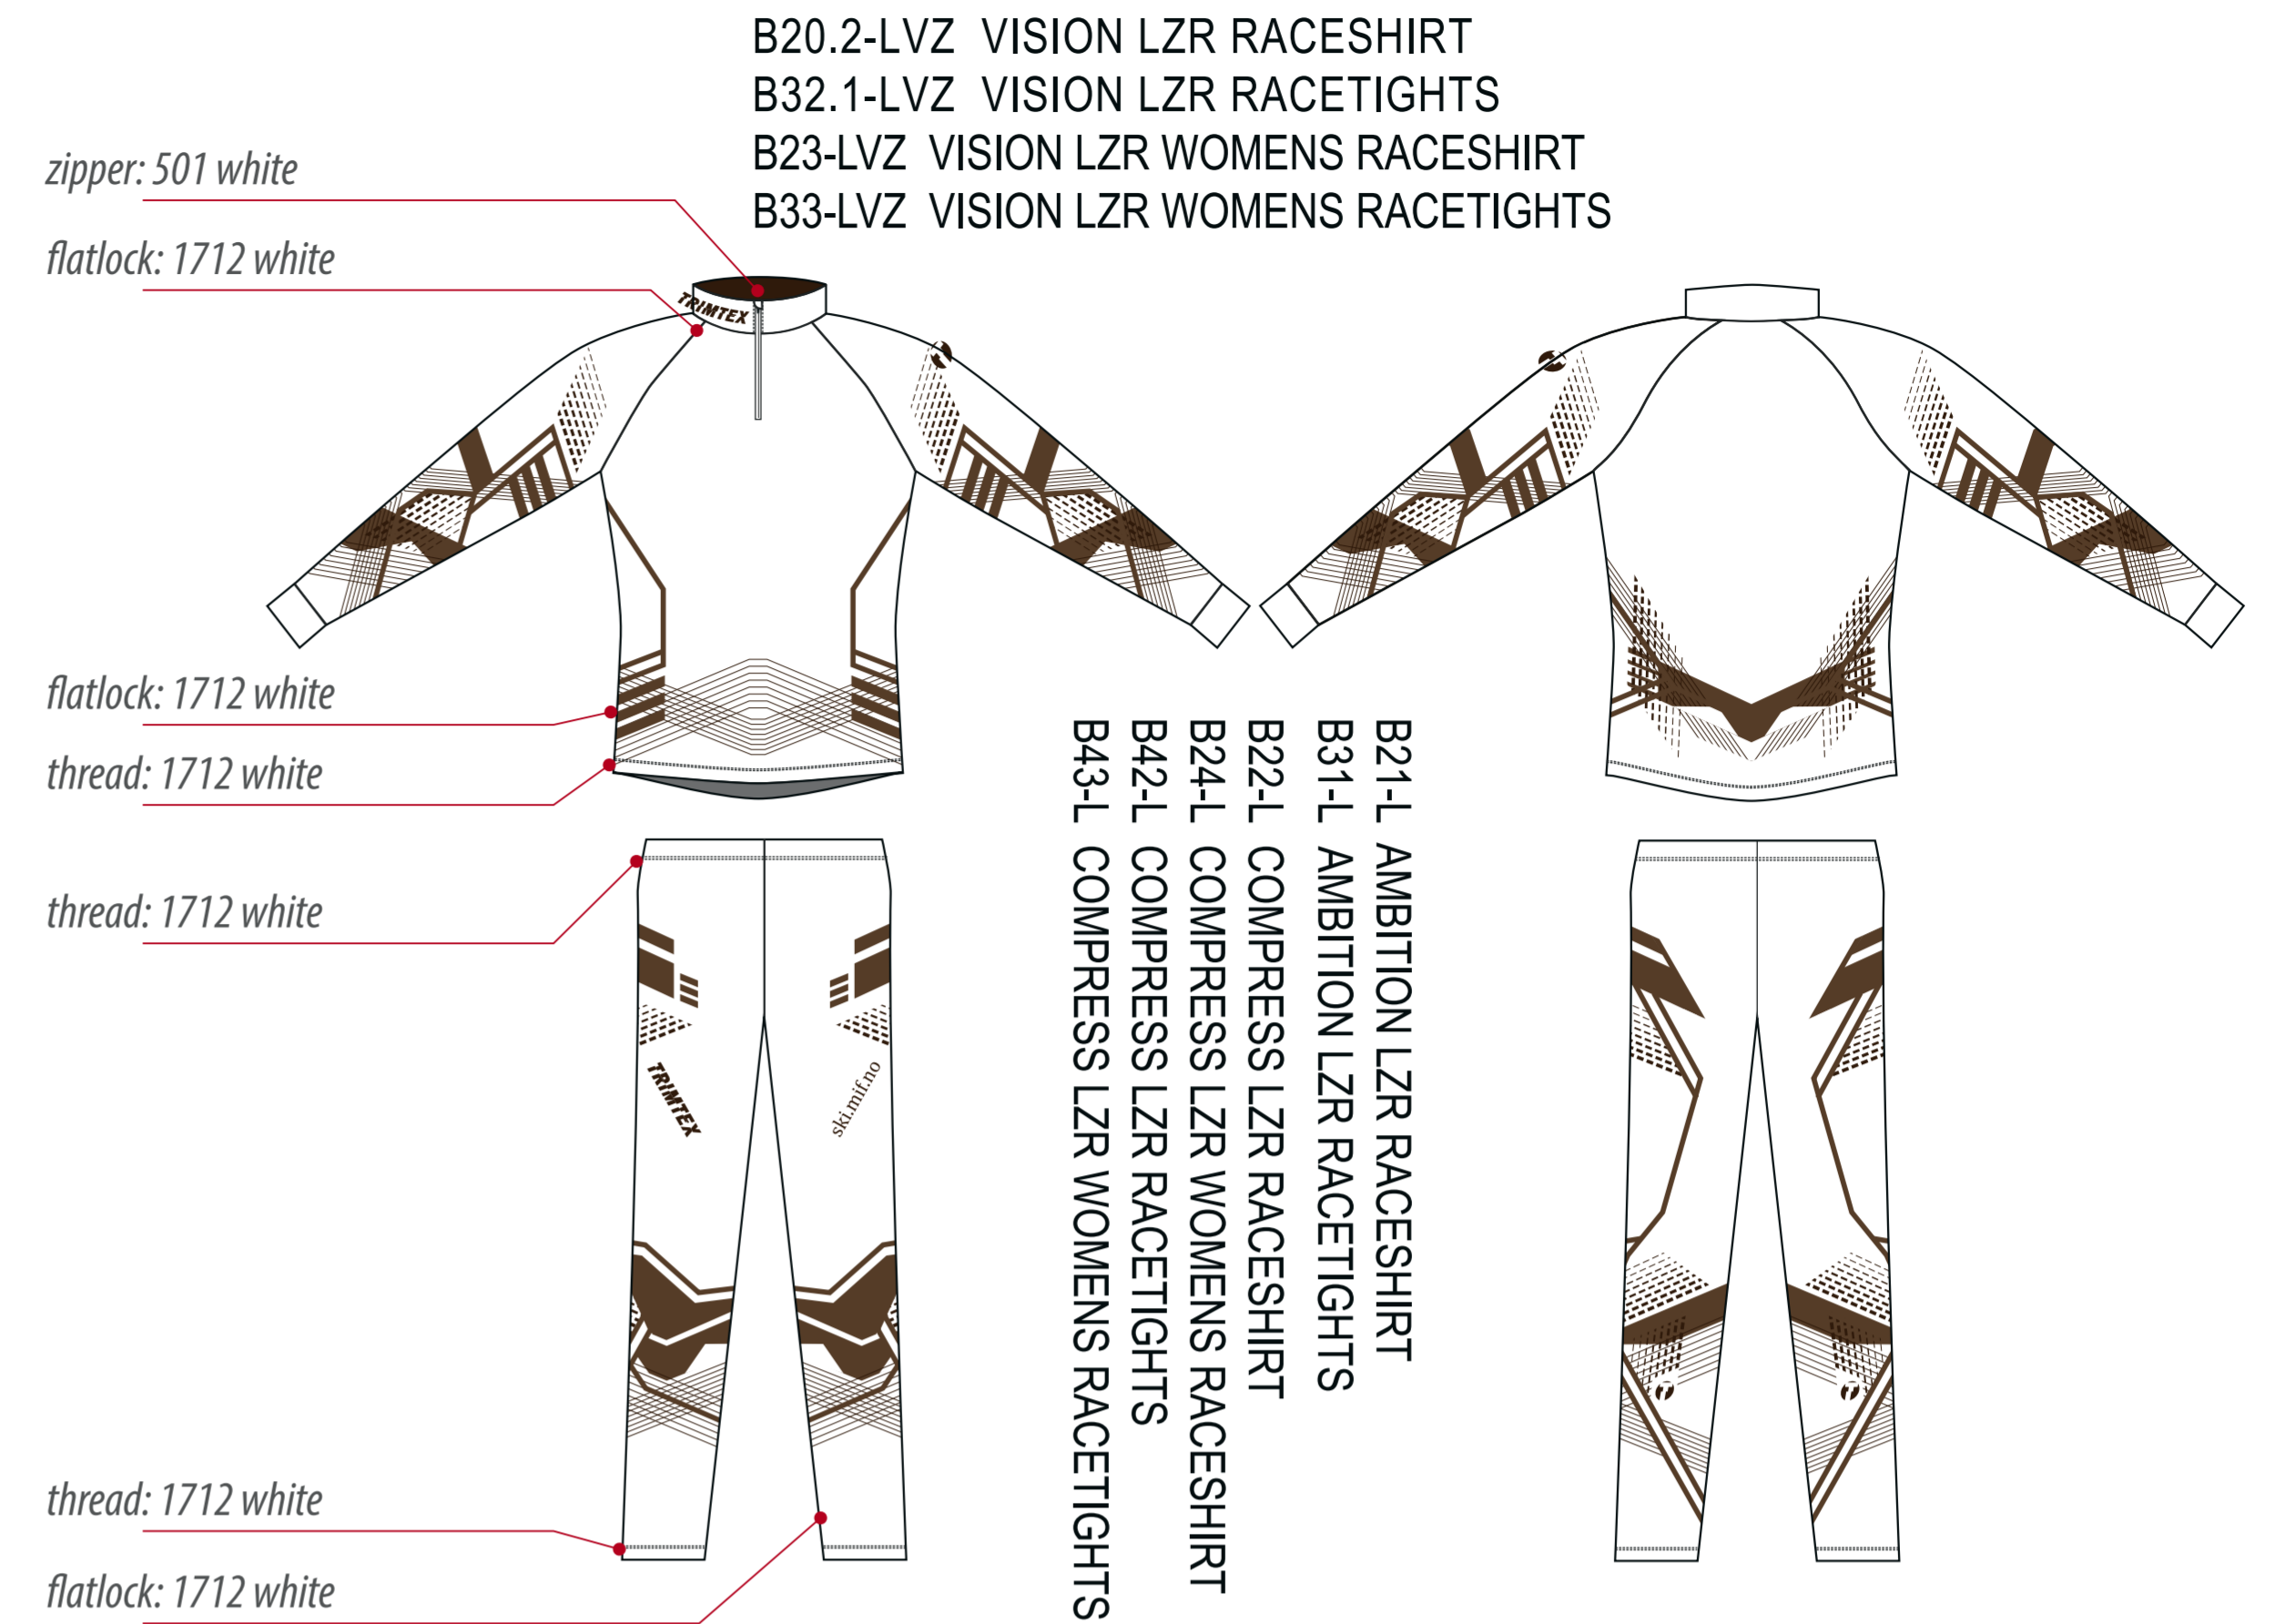 B20.2-LVZ VISION LZR RACESHIRT
B32.1-LVZ VISION LZR RACETIGHTS
B23-LVZ VISION LZR WOMENS RACESHIRT
B33-LVZ VISION LZR WOMENS RACETIGHTS
zipper: 501 white
flatlock: 1712 white
TRIMTEX
flatlock: 1712 white
thread: 1712 white
thread: 1712 white
B21-L AMBITION LZR RACESHIRT
B31-L AMBITION LZR RACETIGHTS
B22-L COMPRESS LZR RACESHIRT
B24-L COMPRESS LZR WOMENS RACESHIRT
B42-L COMPRESS LZR RACETIGHTS
B43-L COMPRESS LZR WOMENS RACETIGHTS
TRIMTEX
ski.mif.no
thread: 1712 white
flatlock: 1712 white